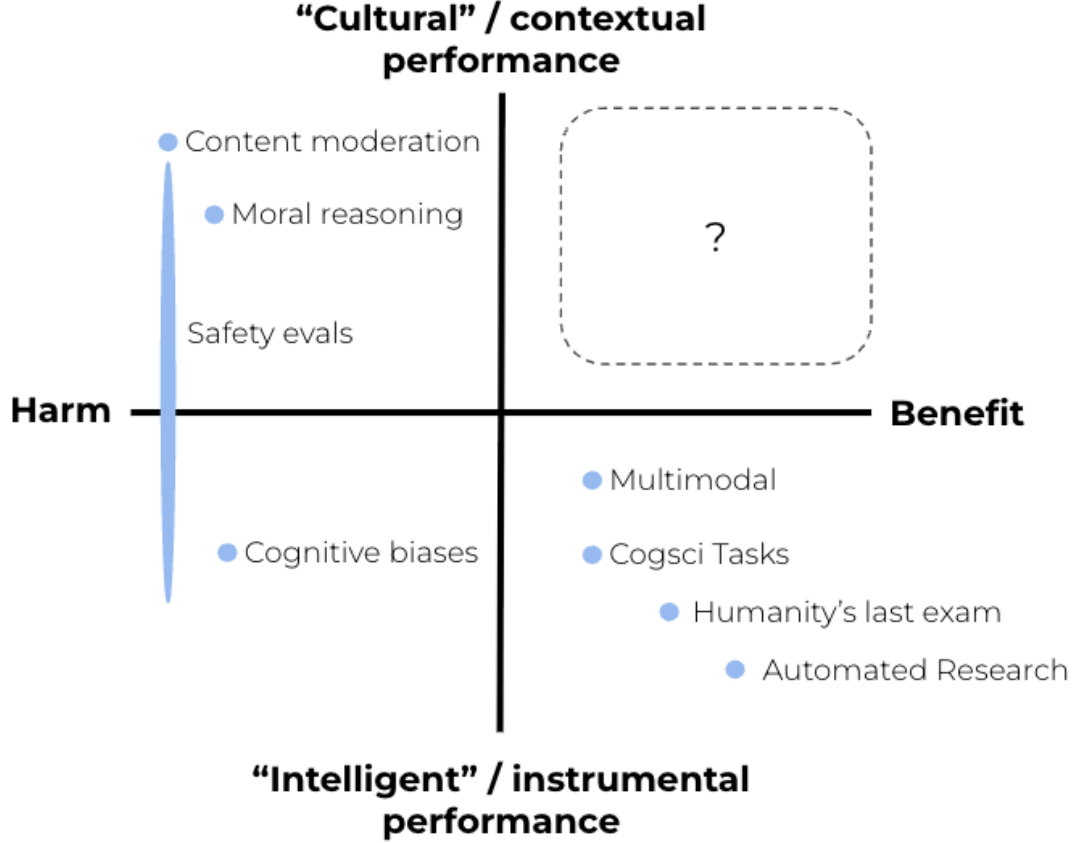 “Cultural” / contextual
performance
Content moderation
Moral reasoning
?
Safety evals
Harm
Benefit
Multimodal
Cognitive biases
Cogsci Tasks
Humanity’s last exam
Automated Research
“Intelligent” / instrumental
performance